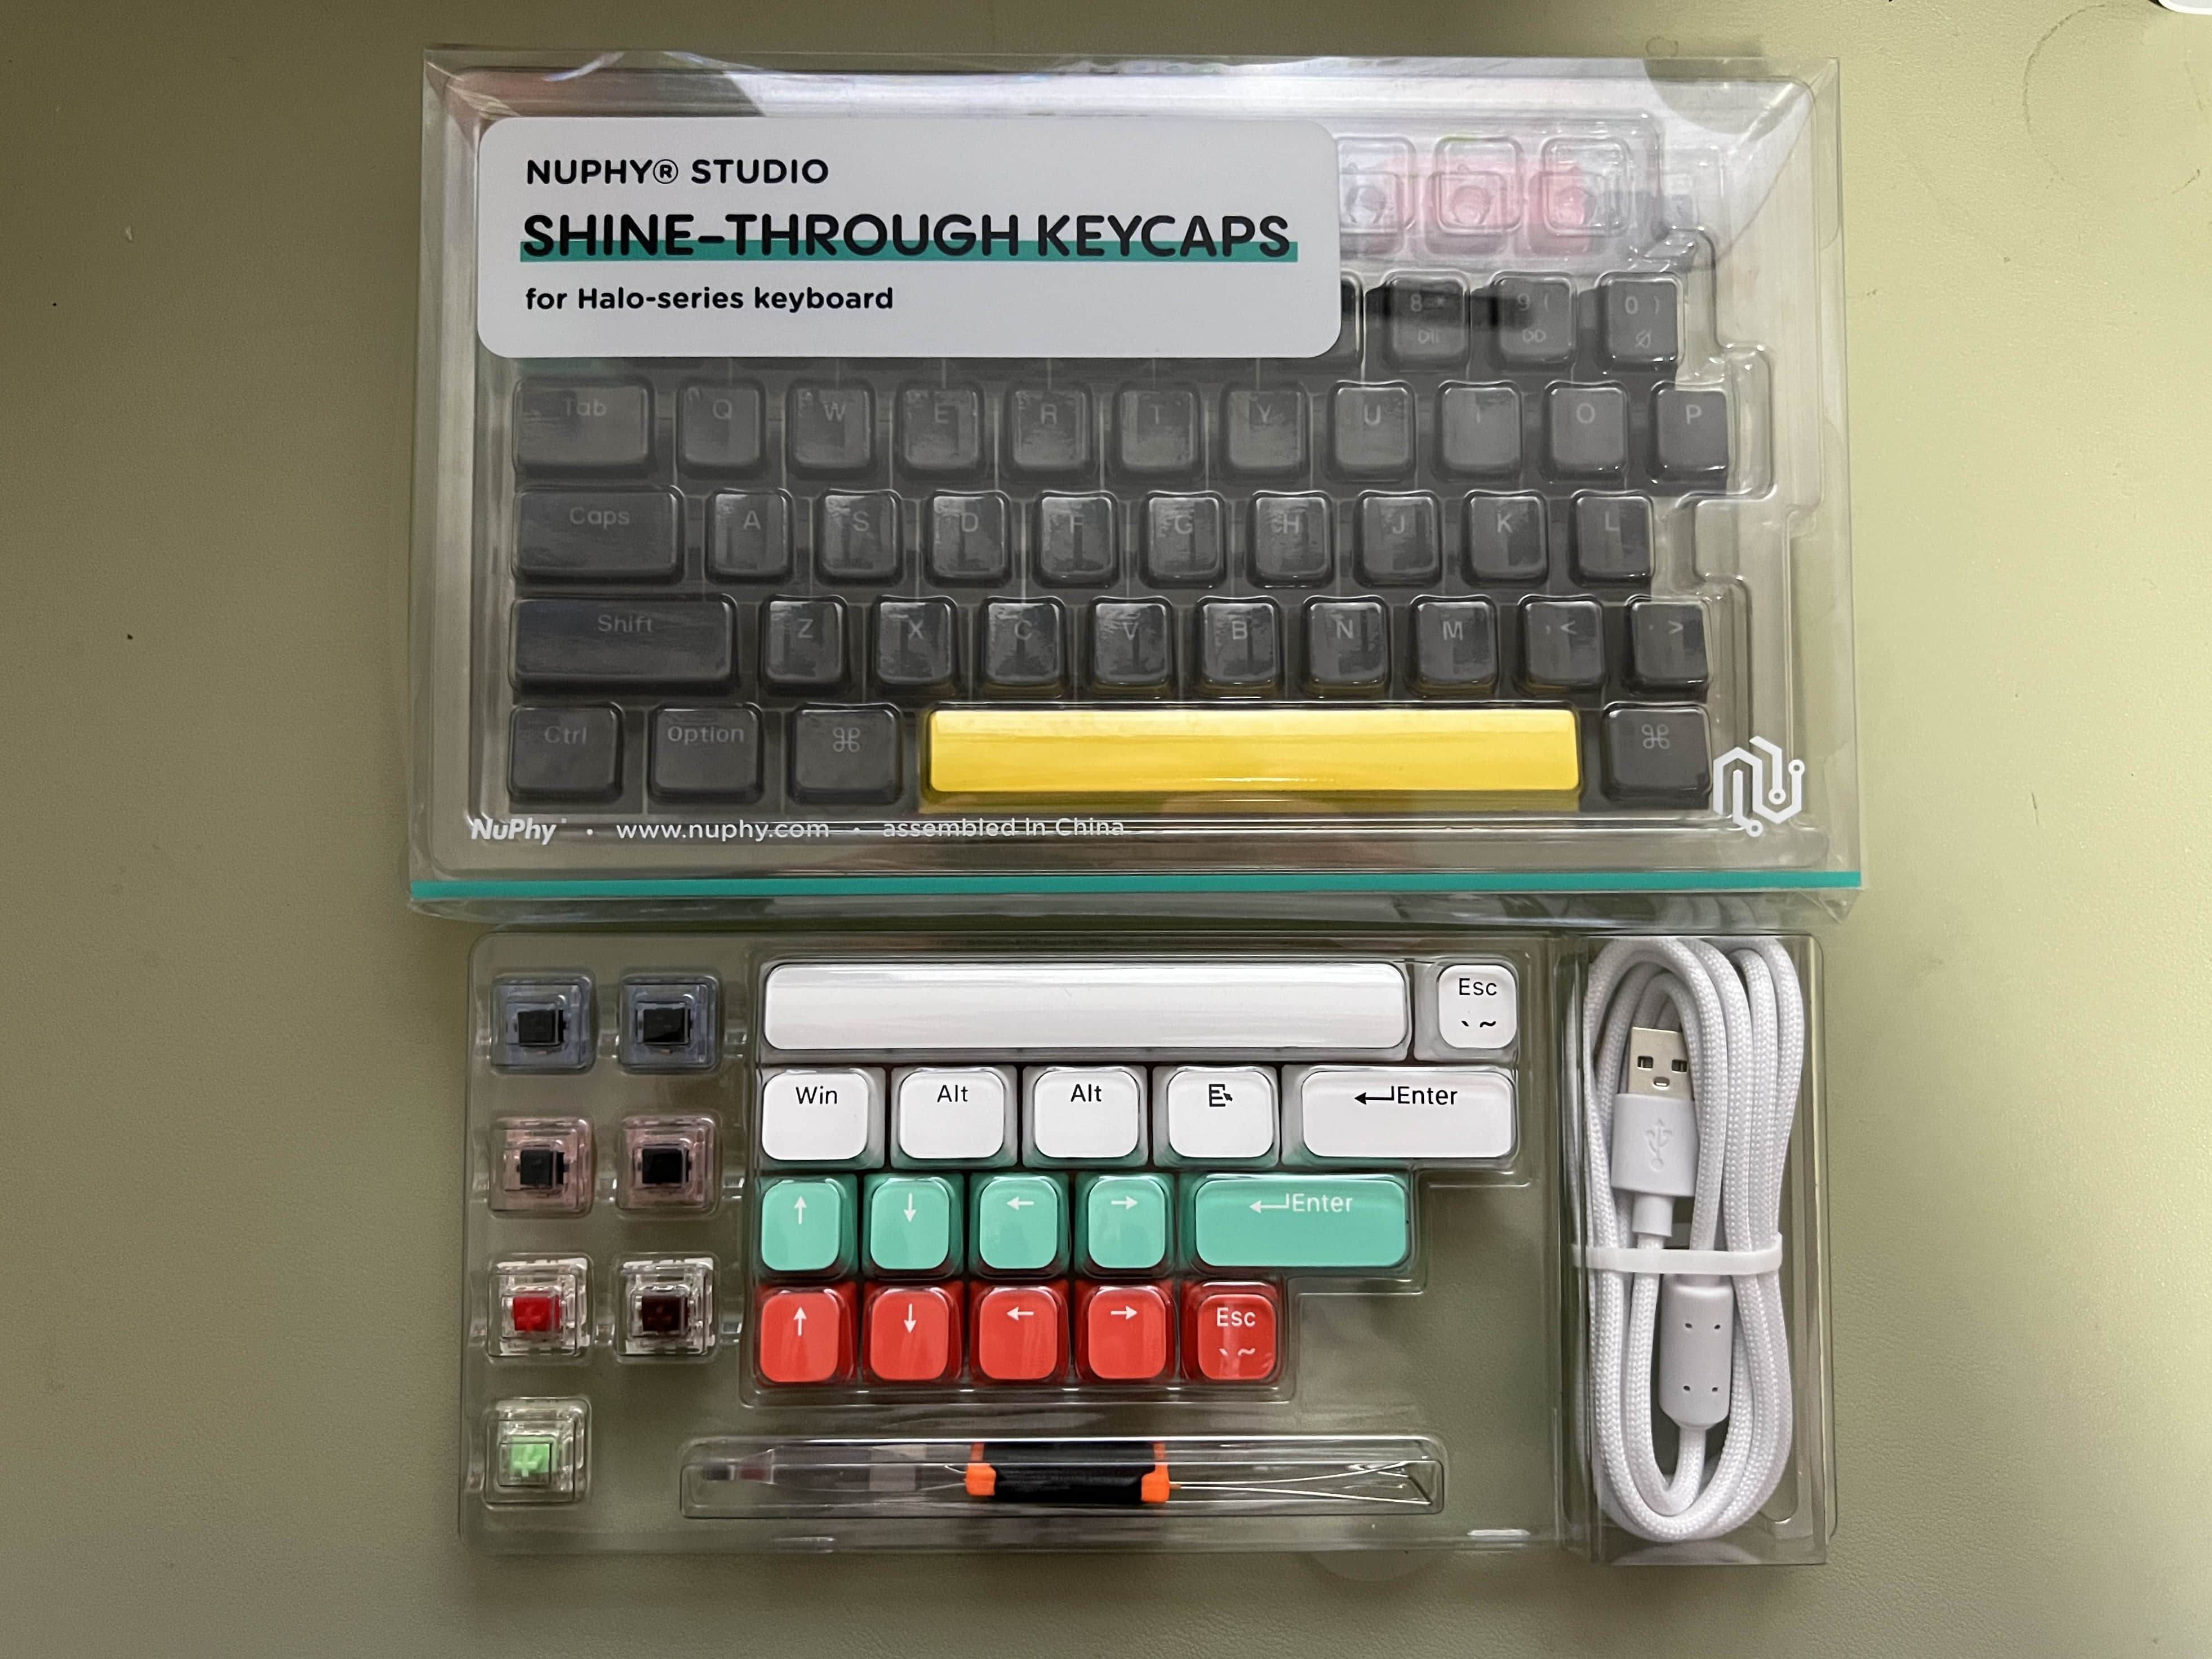 NUPHY® STUDIO
SHINE-THROUGH KEYCAPS
for Halo-series keyboard
8 * 9 ( 0 )
Tab Q W E R T Y U I O P
Caps A S D F G H J K L
Shift Z X C V B N M , < . >
Ctrl Option ⌘ ⌘
NuPhy · www.nuphy.com · assembled in China
Esc
` ~
Win Alt Alt Enter
↑ ↓ ← → Enter
↑ ↓ ← → Esc
` ~